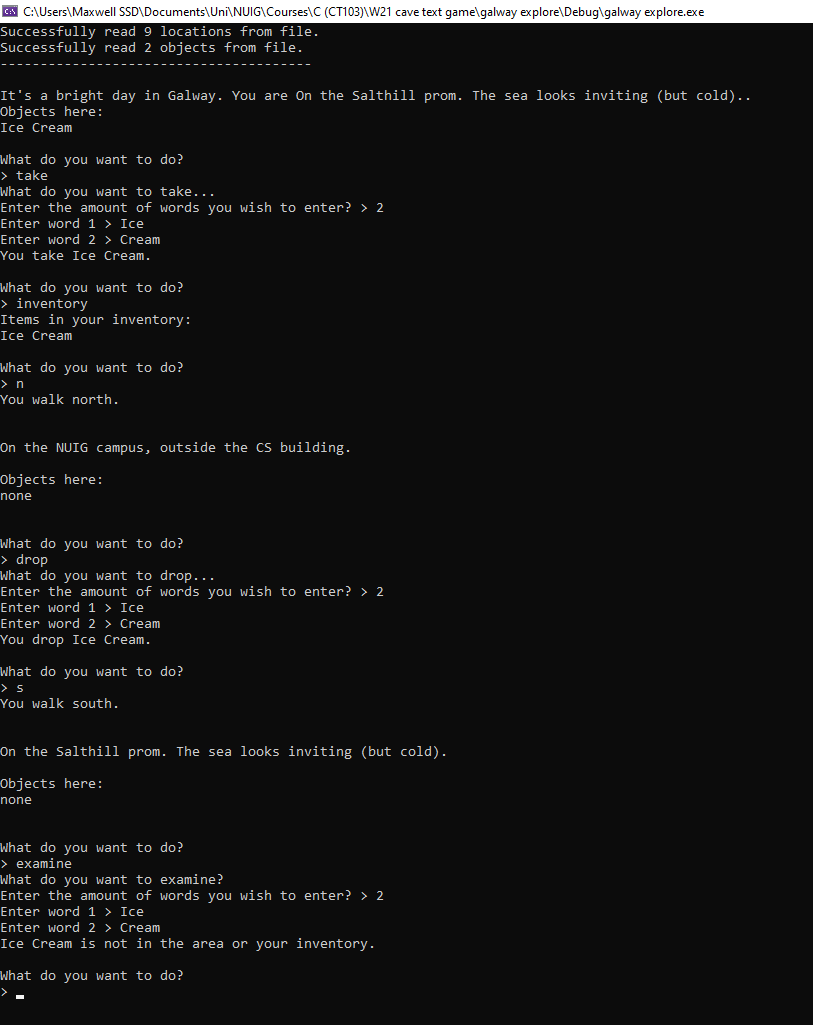 C:\Users\Maxwell SSD\Documents\Uni\NUIG\Courses\C (CT103)\W21 cave text game\galway explore\Debug\galway explore.exe
Successfully read 9 locations from file.
Successfully read 2 objects from file.
---------------------------------------
It's a bright day in Galway. You are On the Salthill prom. The sea looks inviting (but cold)..
Objects here:
Ice Cream
What do you want to do?
> take
What do you want to take...
Enter the amount of words you wish to enter? > 2
Enter word 1 > Ice
Enter word 2 > Cream
You take Ice Cream.
What do you want to do?
> inventory
Items in your inventory:
Ice Cream
What do you want to do?
> n
You walk north.
On the NUIG campus, outside the CS building.
Objects here:
none
What do you want to do?
> drop
What do you want to drop...
Enter the amount of words you wish to enter? > 2
Enter word 1 > Ice
Enter word 2 > Cream
You drop Ice Cream.
What do you want to do?
> s
You walk south.
On the Salthill prom. The sea looks inviting (but cold).
Objects here:
none
What do you want to do?
> examine
What do you want to examine?
Enter the amount of words you wish to enter? > 2
Enter word 1 > Ice
Enter word 2 > Cream
Ice Cream is not in the area or your inventory.
What do you want to do?
>